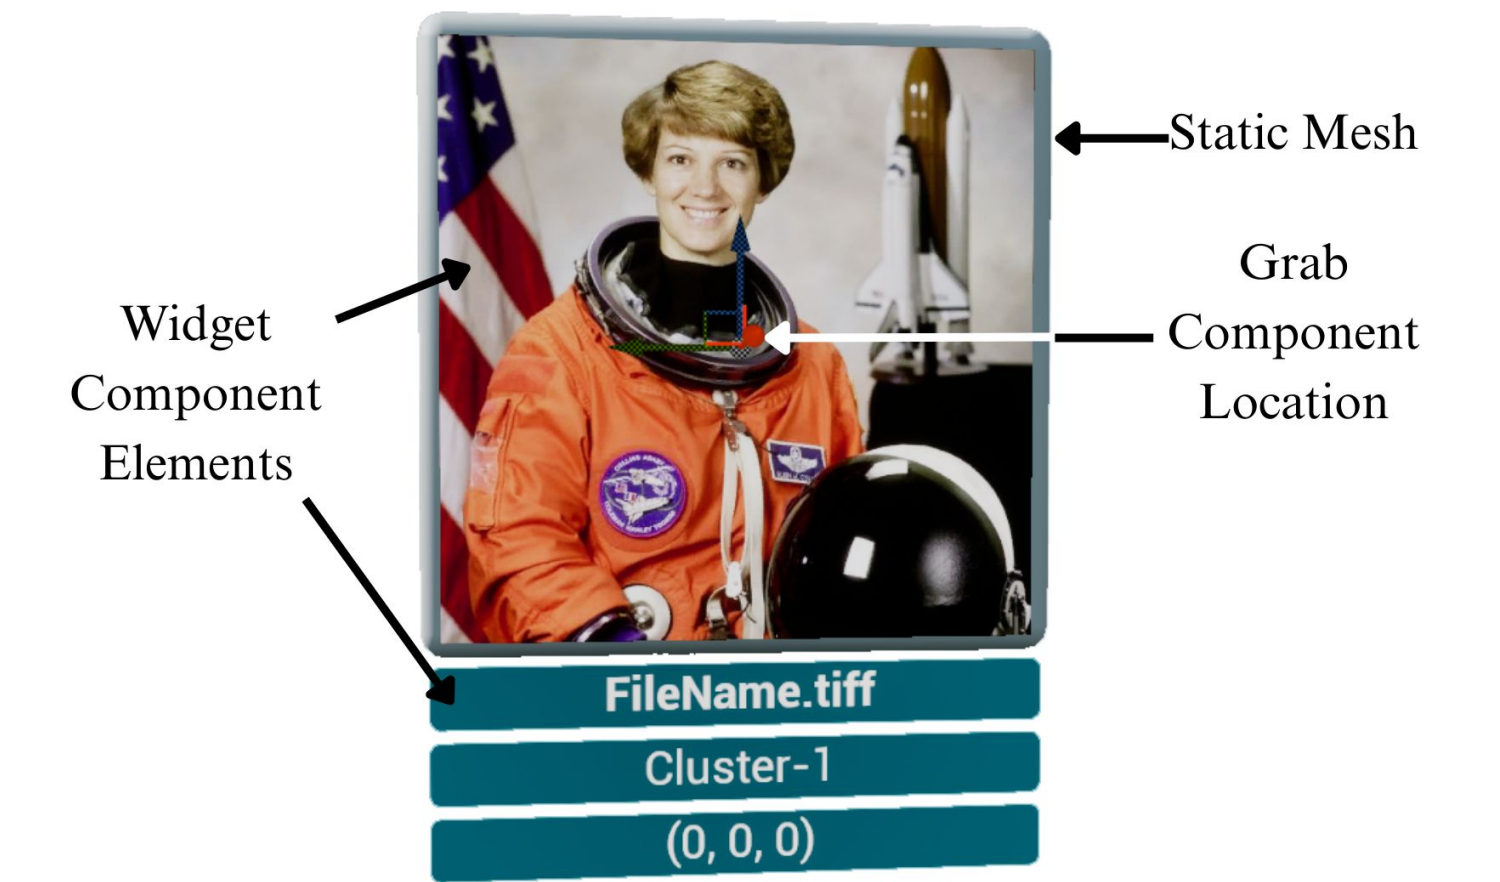 Static Mesh
Grab
Component
Location
Widget
Component
Elements
FileName.tiff
Cluster-1
(0, 0, 0)